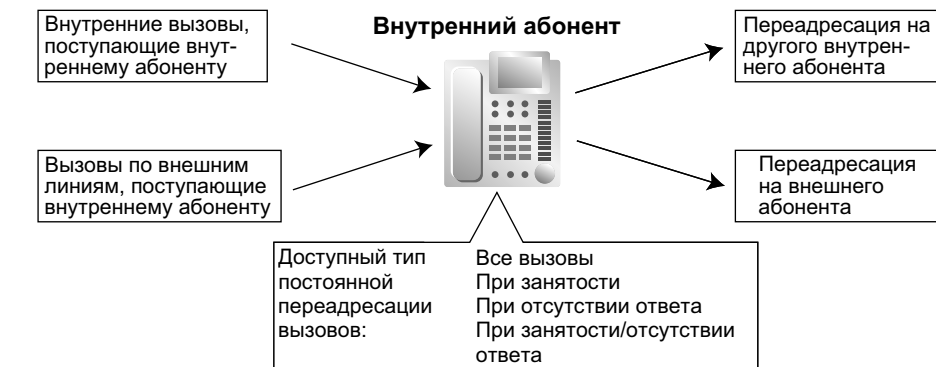 Внутренние вызовы,
поступающие внут-
реннему абоненту
Внутренний абонент
Переадресация на
другого внутрен-
него абонента
Вызовы по внешним
линиям, поступающие
внутреннему абоненту
Переадресация
на внешнего
абонента
Доступный тип
постоянной
переадресации
вызовов:
Все вызовы
При занятости
При отсутствии ответа
При занятости/отсутствии
ответа